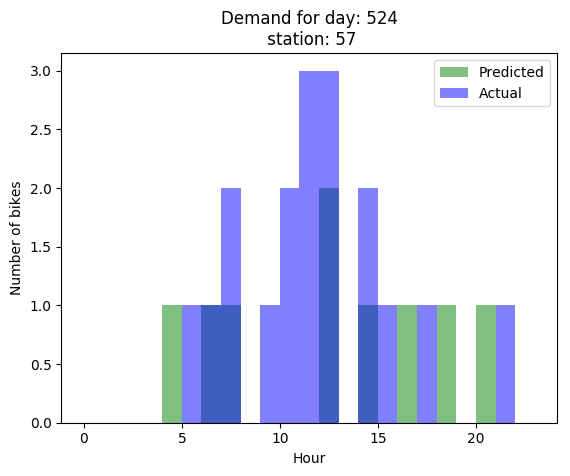 Demand for day: 524
station: 57
Predicted
Actual
3.0
2.5
2.0
1.5
1.0
0.5
0.0
Number of bikes
0 5 10 15 20
Hour